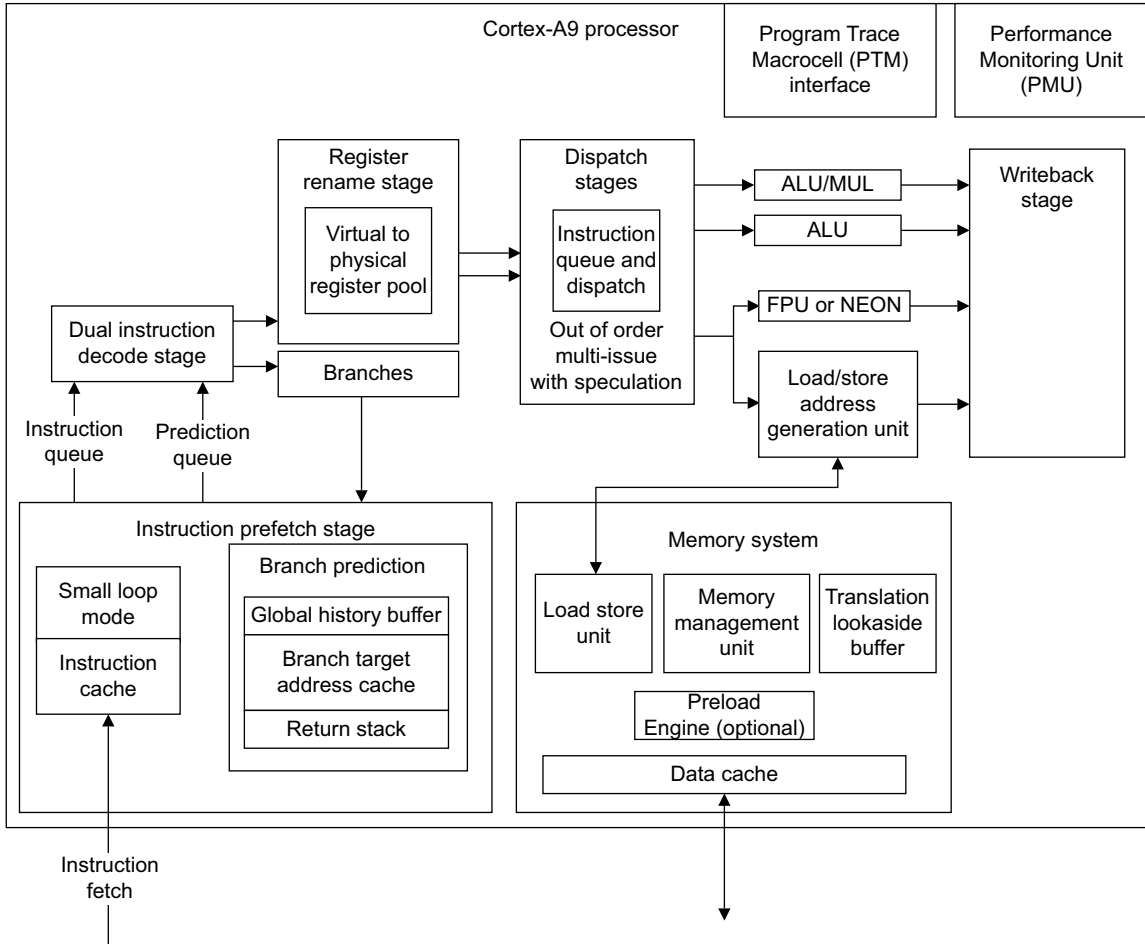 Cortex-A9 processor
Program Trace
Macrocell (PTM)
interface
Performance
Monitoring Unit
(PMU)
Register
rename stage
Virtual to
physical
register pool
Dispatch
stages
Instruction
queue and
dispatch
Out of order
multi-issue
with speculation
ALU/MUL
ALU
FPU or NEON
Load/store
address
generation unit
Writeback
stage
Dual instruction
decode stage
Branches
Instruction
queue
Prediction
queue
Instruction prefetch stage
Small loop
mode
Instruction
cache
Branch prediction
Global history buffer
Branch target
address cache
Return stack
Memory system
Load store
unit
Memory
management
unit
Translation
lookaside
buffer
Preload
Engine (optional)
Data cache
Instruction
fetch